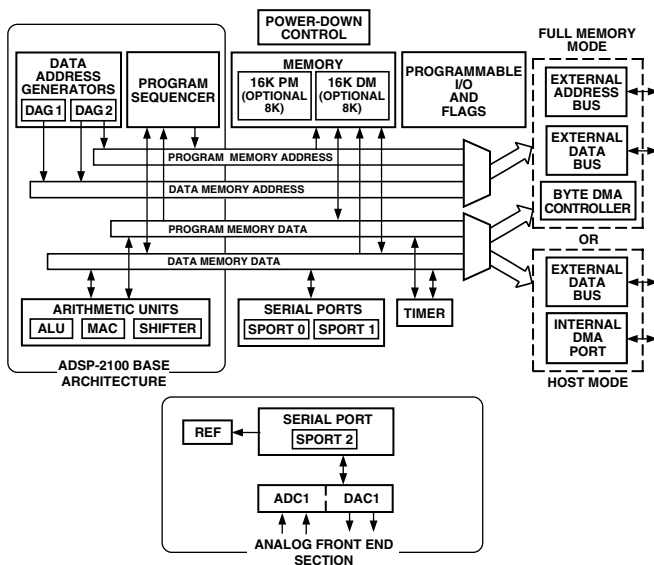 POWER-DOWN
CONTROL
FULL MEMORY
MODE
DATA
ADDRESS
GENERATORS
DAG 1
DAG 2
PROGRAM
SEQUENCER
MEMORY
16K PM
(OPTIONAL
8K)
16K DM
(OPTIONAL
8K)
PROGRAMMABLE
I/O
AND
FLAGS
EXTERNAL
ADDRESS
BUS
EXTERNAL
DATA
BUS
BYTE DMA
CONTROLLER
OR
PROGRAM MEMORY ADDRESS
DATA MEMORY ADDRESS
PROGRAM MEMORY DATA
DATA MEMORY DATA
EXTERNAL
DATA
BUS
INTERNAL
DMA
PORT
HOST MODE
ARITHMETIC UNITS
ALU
MAC
SHIFTER
SERIAL PORTS
SPORT 0
SPORT 1
TIMER
ADSP-2100 BASE
ARCHITECTURE
REF
SERIAL PORT
SPORT 2
ADC1
DAC1
ANALOG FRONT END
SECTION